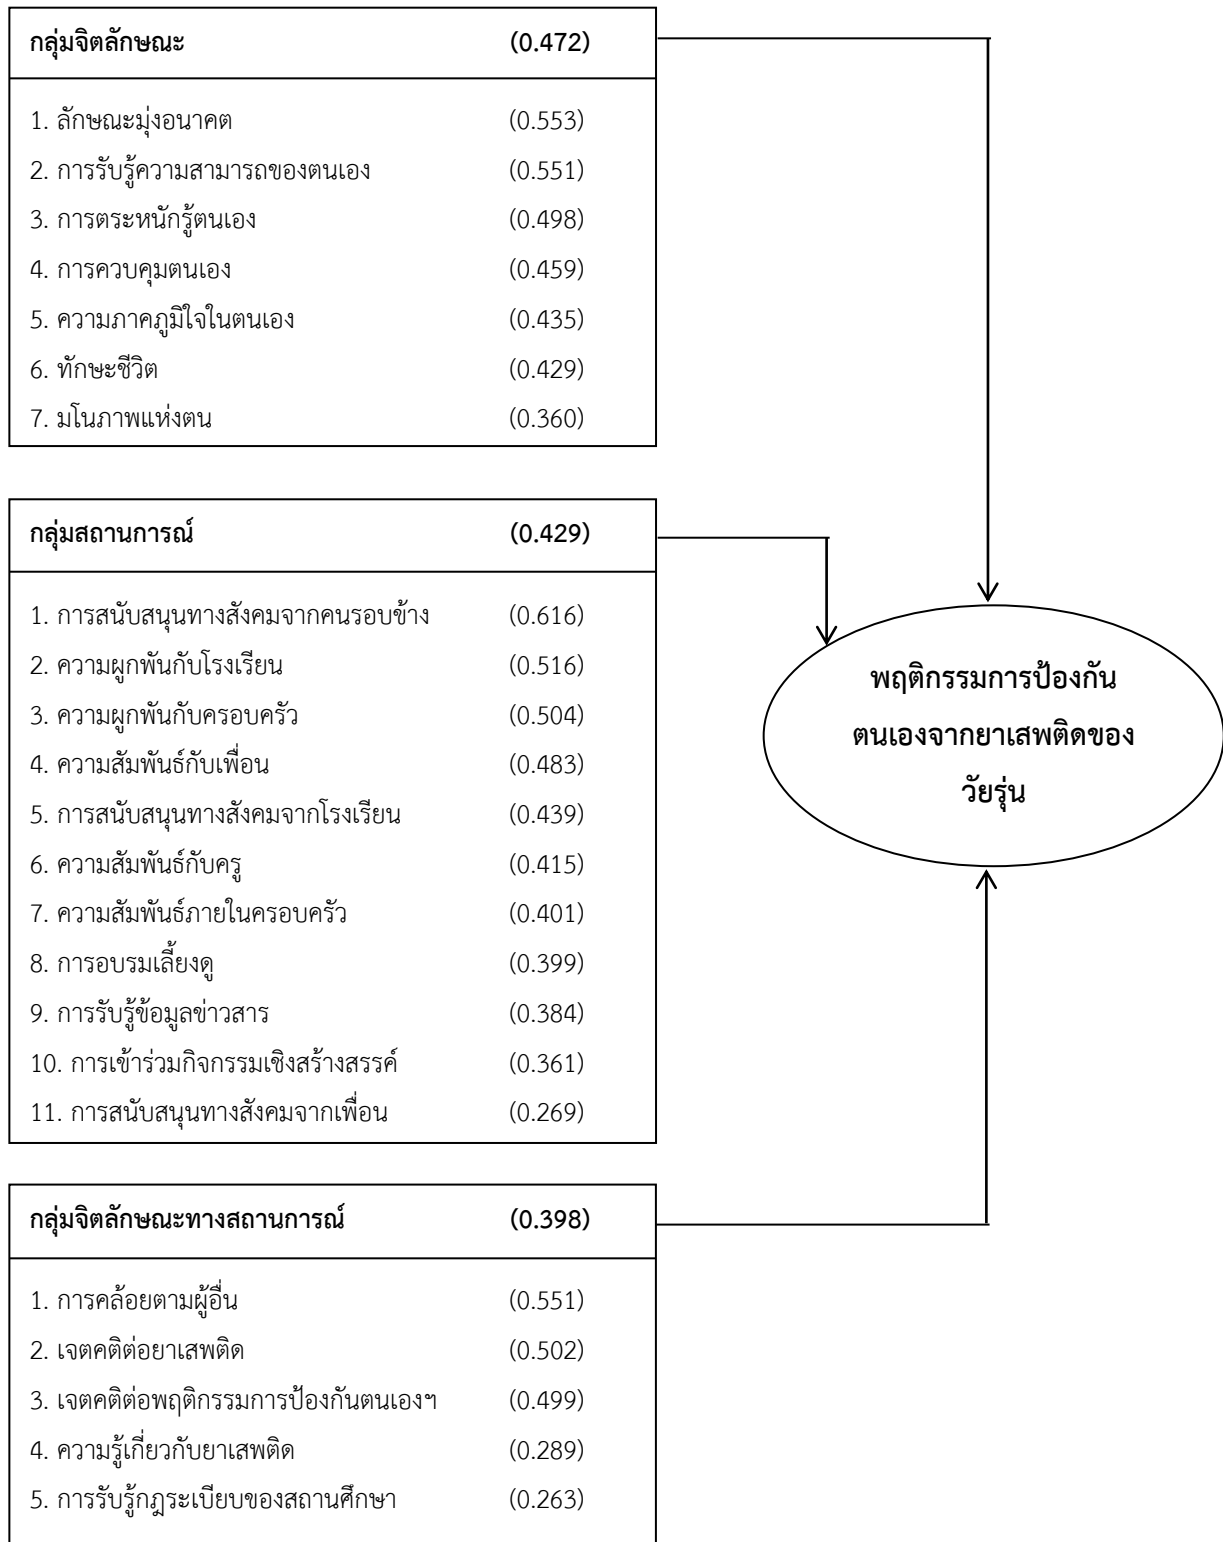 กลุ่มจิตลักษณะ (0.472)
1. ลักษณะมุ่งอนาคต (0.553)
2. การรับรู้ความสามารถของตนเอง (0.551)
3. การตระหนักรู้ตนเอง (0.498)
4. การควบคุมตนเอง (0.459)
5. ความภาคภูมิใจในตนเอง (0.435)
6. ทักษะชีวิต (0.429)
7. มโนภาพแห่งตน (0.360)
กลุ่มสถานการณ์ (0.429)
1. การสนับสนุนทางสังคมจากคนรอบข้าง (0.616)
2. ความผูกพันกับโรงเรียน (0.516)
3. ความผูกพันกับครอบครัว (0.504)
4. ความสัมพันธ์กับเพื่อน (0.483)
5. การสนับสนุนทางสังคมจากโรงเรียน (0.439)
6. ความสัมพันธ์กับครู (0.415)
7. ความสัมพันธ์ภายในครอบครัว (0.401)
8. การอบรมเลี้ยงดู (0.399)
9. การรับรู้ข้อมูลข่าวสาร (0.384)
10. การเข้าร่วมกิจกรรมเชิงสร้างสรรค์ (0.361)
11. การสนับสนุนทางสังคมจากเพื่อน (0.269)
กลุ่มจิตลักษณะทางสถานการณ์ (0.398)
1. การคล้อยตามผู้อื่น (0.551)
2. เจตคติต่อยาเสพติด (0.502)
3. เจตคติต่อพฤติกรรมการป้องกันตนเองฯ (0.499)
4. ความรู้เกี่ยวกับยาเสพติด (0.289)
5. การรับรู้กฎระเบียบของสถานศึกษา (0.263)
พฤติกรรมการป้องกัน
ตนเองจากยาเสพติดของ
วัยรุ่น